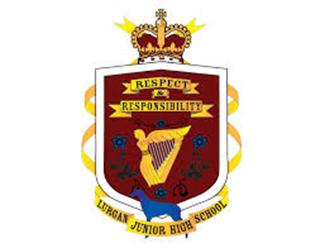 RESPECT
&
RESPONSIBILITY
LURGAN JUNIOR HIGH SCHOOL